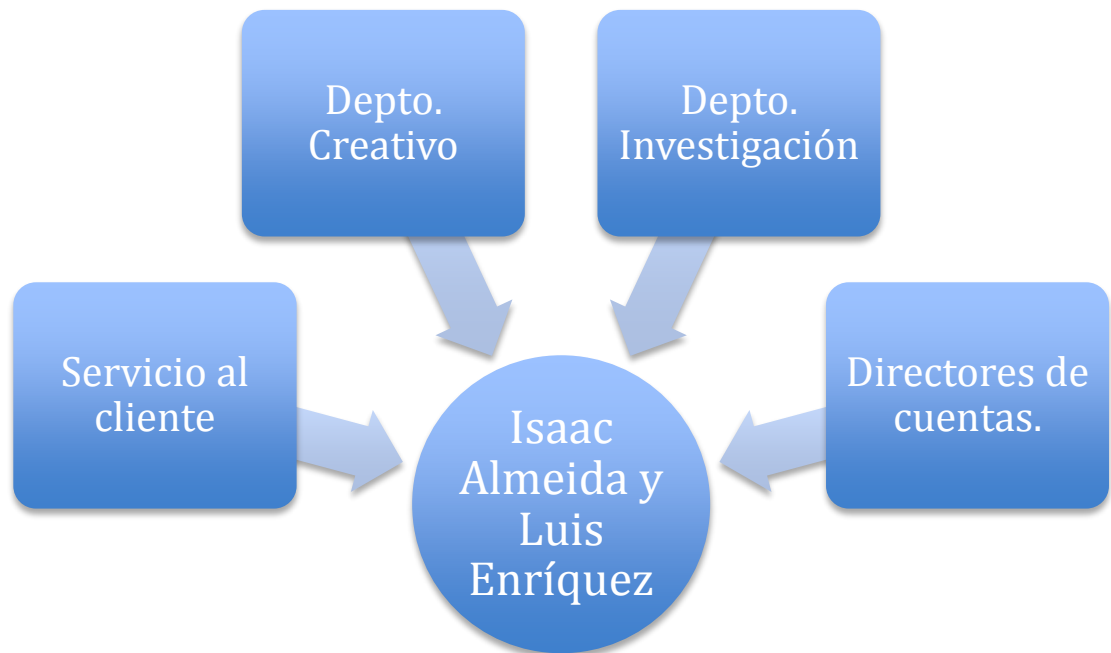 Depto.
Creativo
Depto.
Investigación
Servicio al
cliente
Directores de
cuentas.
Isaac
Almeida y
Luis
Enríquez